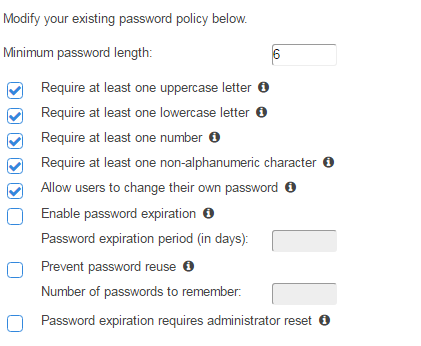 Modify your existing password policy below.
Minimum password length: 6
Require at least one uppercase letter
Require at least one lowercase letter
Require at least one number
Require at least one non-alphanumeric character
Allow users to change their own password
Enable password expiration
Password expiration period (in days):
Prevent password reuse
Number of passwords to remember:
Password expiration requires administrator reset